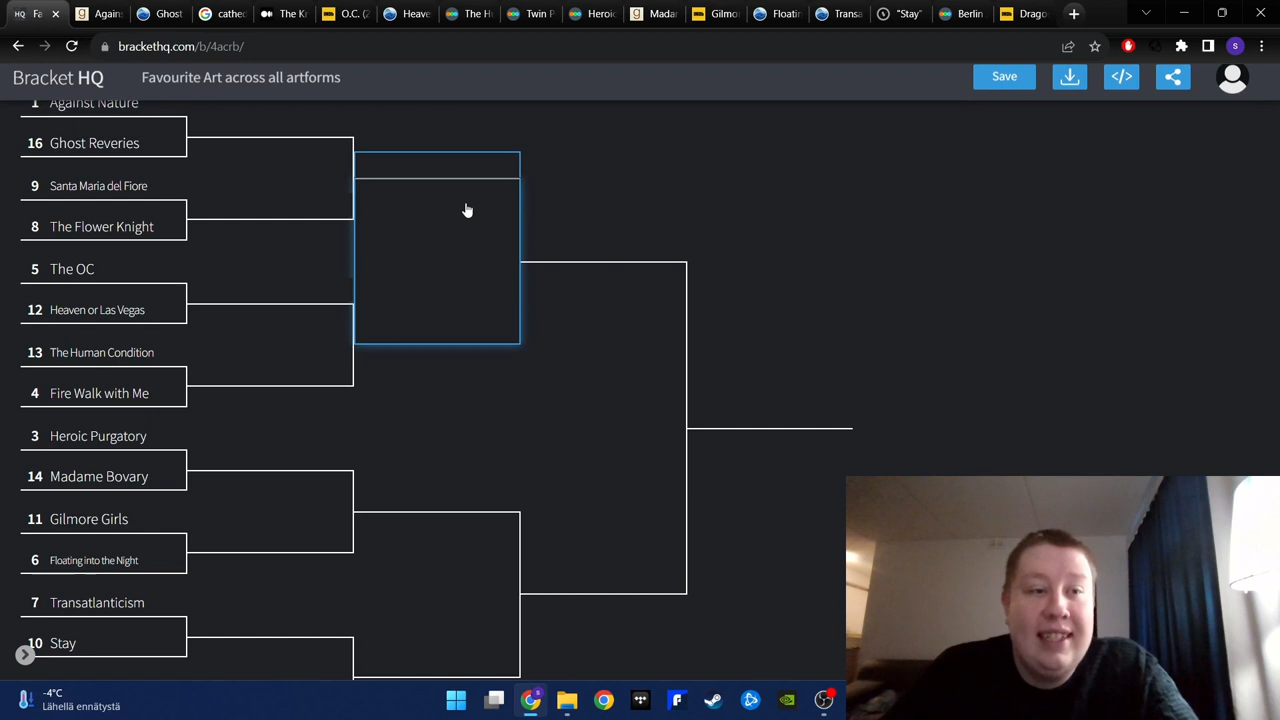 HQ Fa
Again
Ghost
cathe
The Kr
O.C. (2
Heave
The H
Twin P
Heroic
Madar
Gilmor
Floatin
Transa
"Stay"
Berlin
Drago
brackethq.com/b/4acrb/
S
Bracket HQ
Favourite Art across all artforms
Save
</>
1 Against Nature
16 Ghost Reveries
9 Santa Maria del Fiore
8 The Flower Knight
5 The OC
12 Heaven or Las Vegas
13 The Human Condition
4 Fire Walk with Me
3 Heroic Purgatory
14 Madame Bovary
11 Gilmore Girls
6 Floating into the Night
7 Transatlanticism
10 Stay
-4°C
Lähellä ennätystä